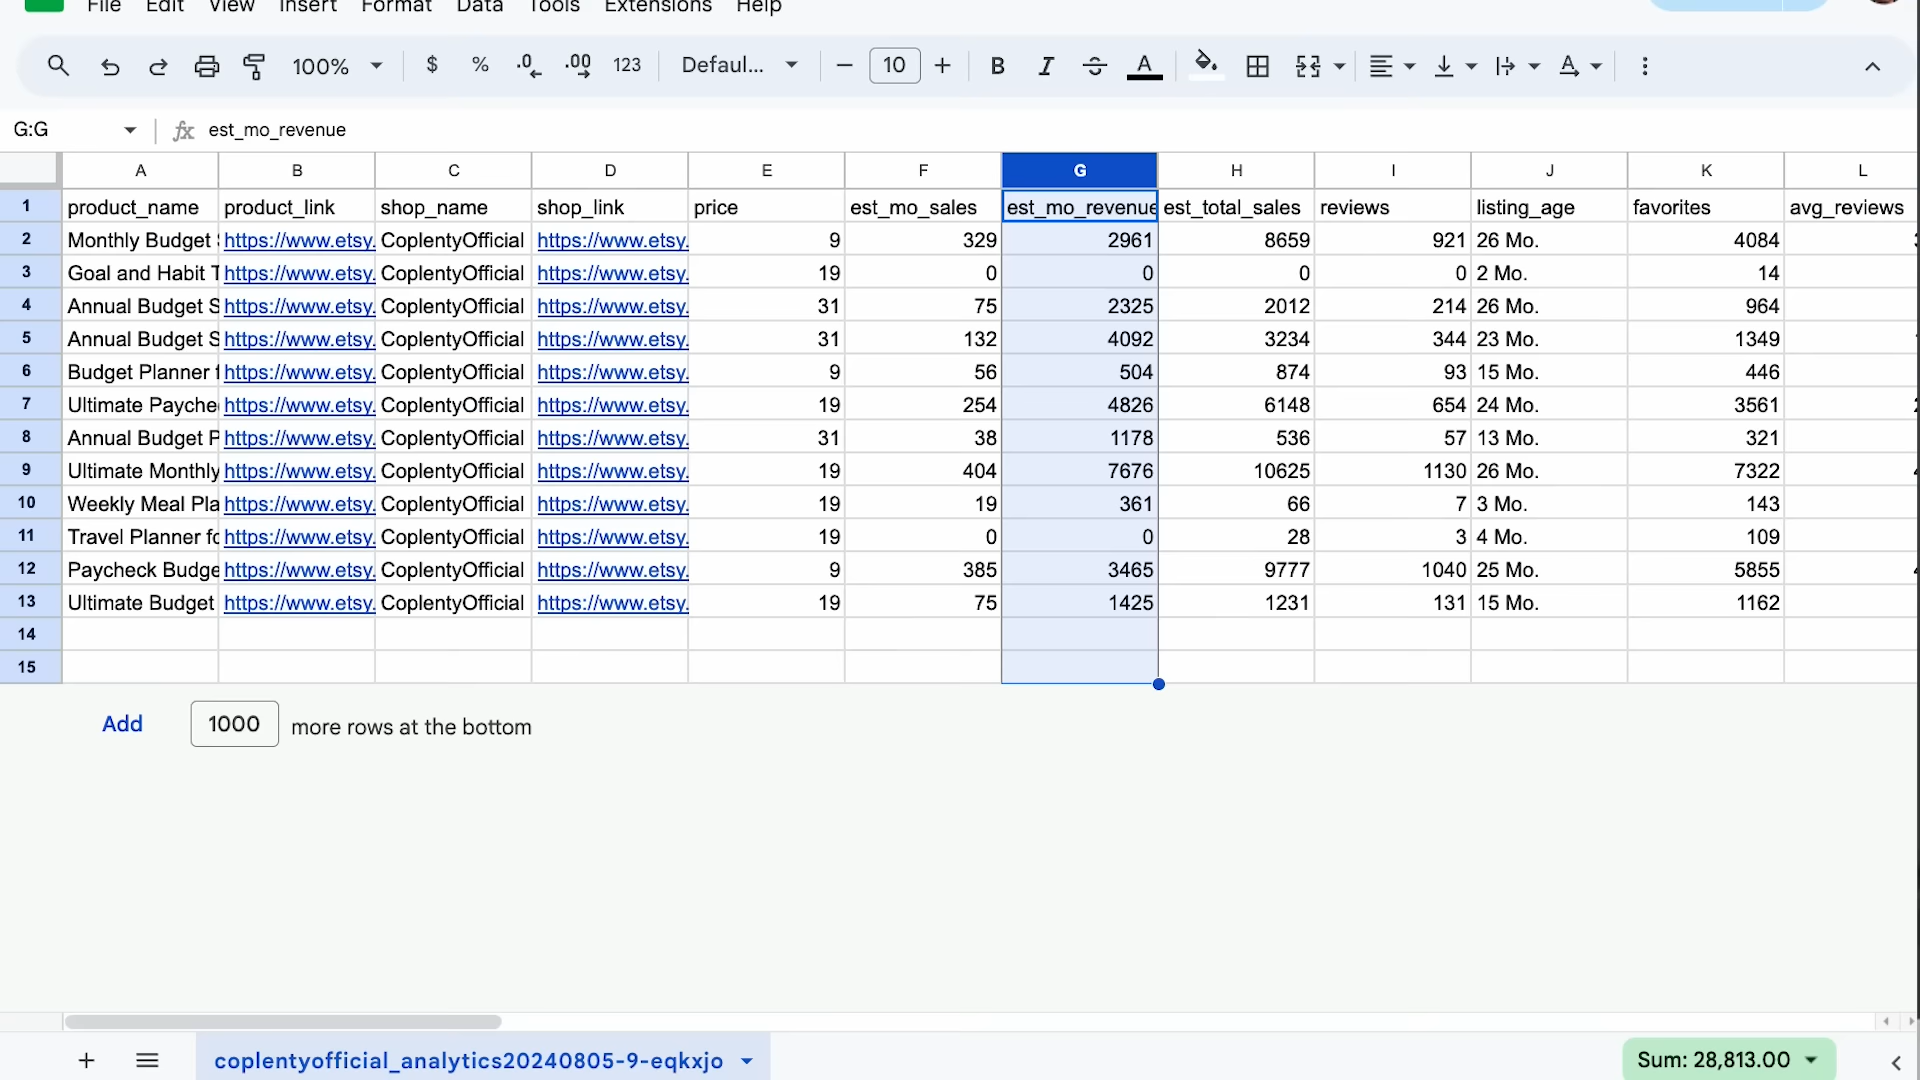 File Edit View Insert Format Data Tools Extensions Help
100% $ % .0 .00 123 Defaul... − 10 + B I A
G:G fx est_mo_revenue
A B C D E F G H I J K L
1 product_name product_link shop_name shop_link price est_mo_sales est_mo_revenue est_total_sales reviews listing_age favorites avg_reviews
2 Monthly Budget https://www.etsy. CoplentyOfficial https://www.etsy. 9 329 2961 8659 921 26 Mo. 4084
3 Goal and Habit T https://www.etsy. CoplentyOfficial https://www.etsy. 19 0 0 0 0 2 Mo. 14
4 Annual Budget S https://www.etsy. CoplentyOfficial https://www.etsy. 31 75 2325 2012 214 26 Mo. 964
5 Annual Budget S https://www.etsy. CoplentyOfficial https://www.etsy. 31 132 4092 3234 344 23 Mo. 1349
6 Budget Planner f https://www.etsy. CoplentyOfficial https://www.etsy. 9 56 504 874 93 15 Mo. 446
7 Ultimate Payche https://www.etsy. CoplentyOfficial https://www.etsy. 19 254 4826 6148 654 24 Mo. 3561
8 Annual Budget P https://www.etsy. CoplentyOfficial https://www.etsy. 31 38 1178 536 57 13 Mo. 321
9 Ultimate Monthly https://www.etsy. CoplentyOfficial https://www.etsy. 19 404 7676 10625 1130 26 Mo. 7322
10 Weekly Meal Pla https://www.etsy. CoplentyOfficial https://www.etsy. 19 19 361 66 7 3 Mo. 143
11 Travel Planner fo https://www.etsy. CoplentyOfficial https://www.etsy. 19 0 0 28 3 4 Mo. 109
12 Paycheck Budge https://www.etsy. CoplentyOfficial https://www.etsy. 9 385 3465 9777 1040 25 Mo. 5855
13 Ultimate Budget https://www.etsy. CoplentyOfficial https://www.etsy. 19 75 1425 1231 131 15 Mo. 1162
14
15
Add 1000 more rows at the bottom
+ coplentyofficial_analytics20240805-9-eqkxjo Sum: 28,813.00